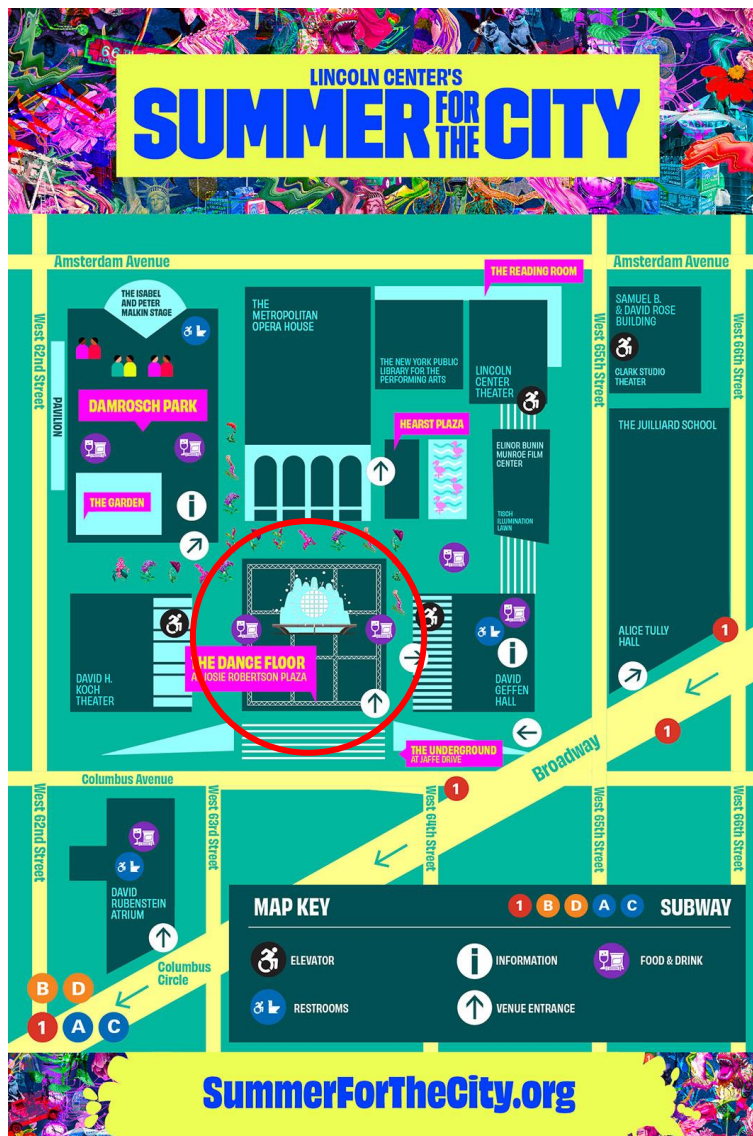 66
LINCOLN CENTER'S
SUMMER FOR THE CITY
Amsterdam Avenue
Amsterdam Avenue
THE READING ROOM
THE ISABEL
AND PETER
MALKIN STAGE
THE
METROPOLITAN
OPERA HOUSE
SAMUEL B.
& DAVID ROSE
BUILDING
CLARK STUDIO
THEATER
West 62nd Street
West 65th Street
West 66th Street
THE NEW YORK PUBLIC
LIBRARY FOR THE
PERFORMING ARTS
LINCOLN
CENTER
THEATER
PAVILION
DAMROSCH PARK
HEARST PLAZA
THE JUILLIARD SCHOOL
ELINOR BUNIN
MUNROE FILM
CENTER
THE GARDEN
TISCH
ILLUMINATION
LAWN
DAVID H.
KOCH
THEATER
THE DANCE FLOOR
AT JOSIE ROBERTSON PLAZA
DAVID
GEFFEN
HALL
ALICE TULLY
HALL
1
1
THE UNDERGROUND
AT JAFFE DRIVE
Broadway
Columbus Avenue
1
West 62nd Street
West 63rd Street
West 64th Street
West 65th Street
West 66th Street
DAVID
RUBENSTEIN
ATRIUM
Columbus
Circle
B D
1 A C
MAP KEY
1 B D A C SUBWAY
ELEVATOR
INFORMATION
FOOD & DRINK
RESTROOMS
VENUE ENTRANCE
SummerForTheCity.org